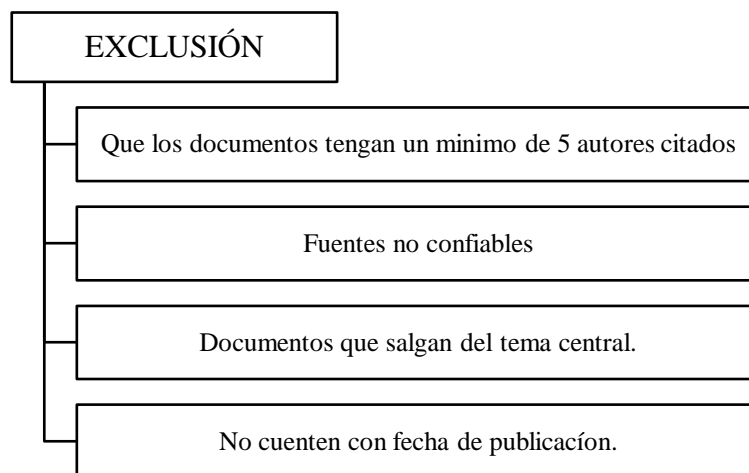 EXCLUSIÓN
Que los documentos tengan un minimo de 5 autores citados
Fuentes no confiables
Documentos que salgan del tema central.
No cuenten con fecha de publicacíon.